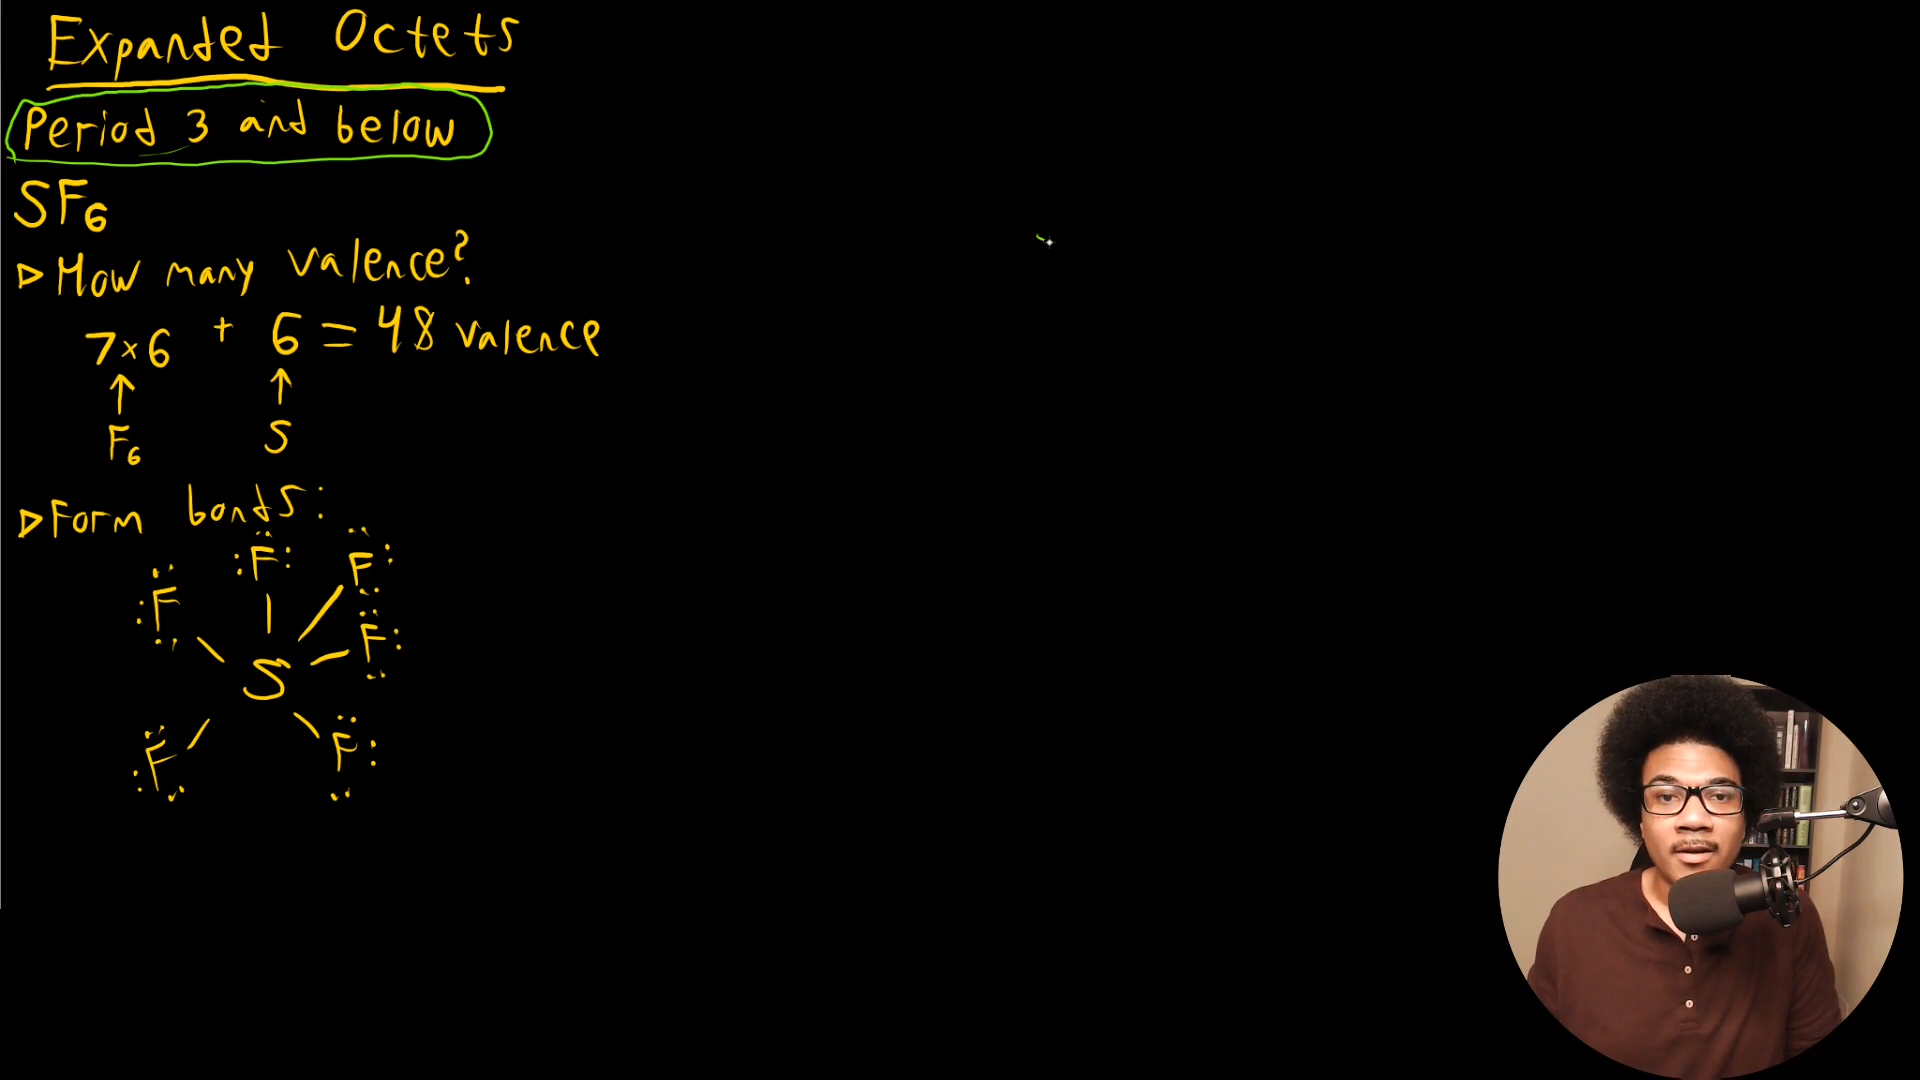 Expanded Octets
Period 3 and below
SF₆
▷ How many valence?
7×6 + 6 = 48 valence
↑ ↑
F₆ S
▷ Form bonds:
F F F
F
S
F F